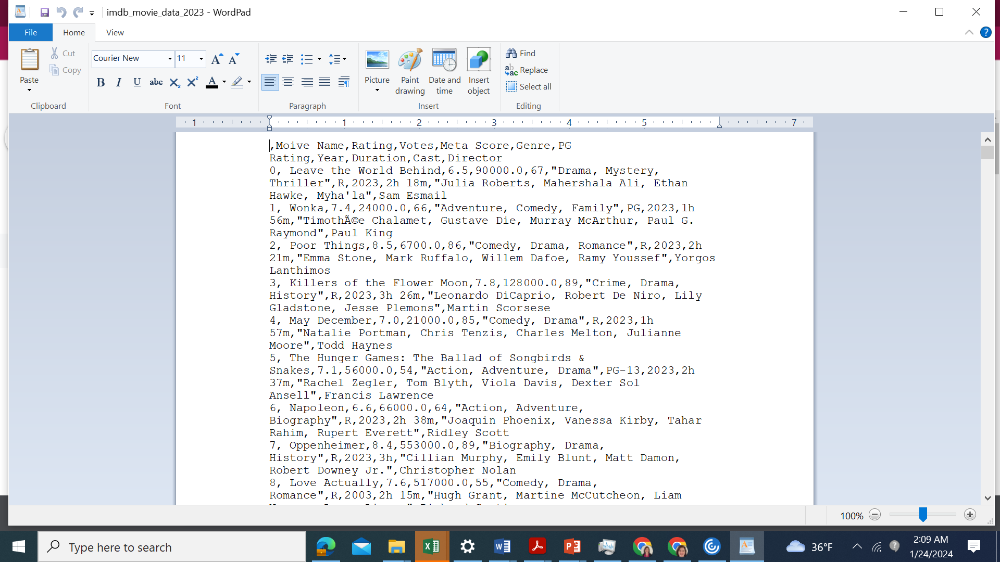 imdb_movie_data_2023 - WordPad
File Home View
Courier New 11
Cut
Copy
Paste
B I U abc X₂ X² A
Picture Paint drawing Date and time Insert object
Find
Replace
Select all
Clipboard Font Paragraph Insert Editing
1 1 2 3 4 5 7
,Moive Name,Rating,Votes,Meta Score,Genre,PG
Rating,Year,Duration,Cast,Director
0, Leave the World Behind,6.5,90000.0,67,"Drama, Mystery,
Thriller",R,2023,2h 18m,"Julia Roberts, Mahershala Ali, Ethan
Hawke, Myha'la",Sam Esmail
1, Wonka,7.4,24000.0,66,"Adventure, Comedy, Family",PG,2023,1h
56m,"TimothÃ©e Chalamet, Gustave Die, Murray McArthur, Paul G.
Raymond",Paul King
2, Poor Things,8.5,6700.0,86,"Comedy, Drama, Romance",R,2023,2h
21m,"Emma Stone, Mark Ruffalo, Willem Dafoe, Ramy Youssef",Yorgos
Lanthimos
3, Killers of the Flower Moon,7.8,128000.0,89,"Crime, Drama,
History",R,2023,3h 26m,"Leonardo DiCaprio, Robert De Niro, Lily
Gladstone, Jesse Plemons",Martin Scorsese
4, May December,7.0,21000.0,85,"Comedy, Drama",R,2023,1h
57m,"Natalie Portman, Chris Tenzis, Charles Melton, Julianne
Moore",Todd Haynes
5, The Hunger Games: The Ballad of Songbirds &
Snakes,7.1,56000.0,54,"Action, Adventure, Drama",PG-13,2023,2h
37m,"Rachel Zegler, Tom Blyth, Viola Davis, Dexter Sol
Ansell",Francis Lawrence
6, Napoleon,6.6,66000.0,64,"Action, Adventure,
Biography",R,2023,2h 38m,"Joaquin Phoenix, Vanessa Kirby, Tahar
Rahim, Rupert Everett",Ridley Scott
7, Oppenheimer,8.4,553000.0,89,"Biography, Drama,
History",R,2023,3h,"Cillian Murphy, Emily Blunt, Matt Damon,
Robert Downey Jr.",Christopher Nolan
8, Love Actually,7.6,517000.0,55,"Comedy, Drama,
Romance",R,2003,2h 15m,"Hugh Grant, Martine McCutcheon, Liam
100%
Type here to search
36°F
2:09 AM
1/24/2024